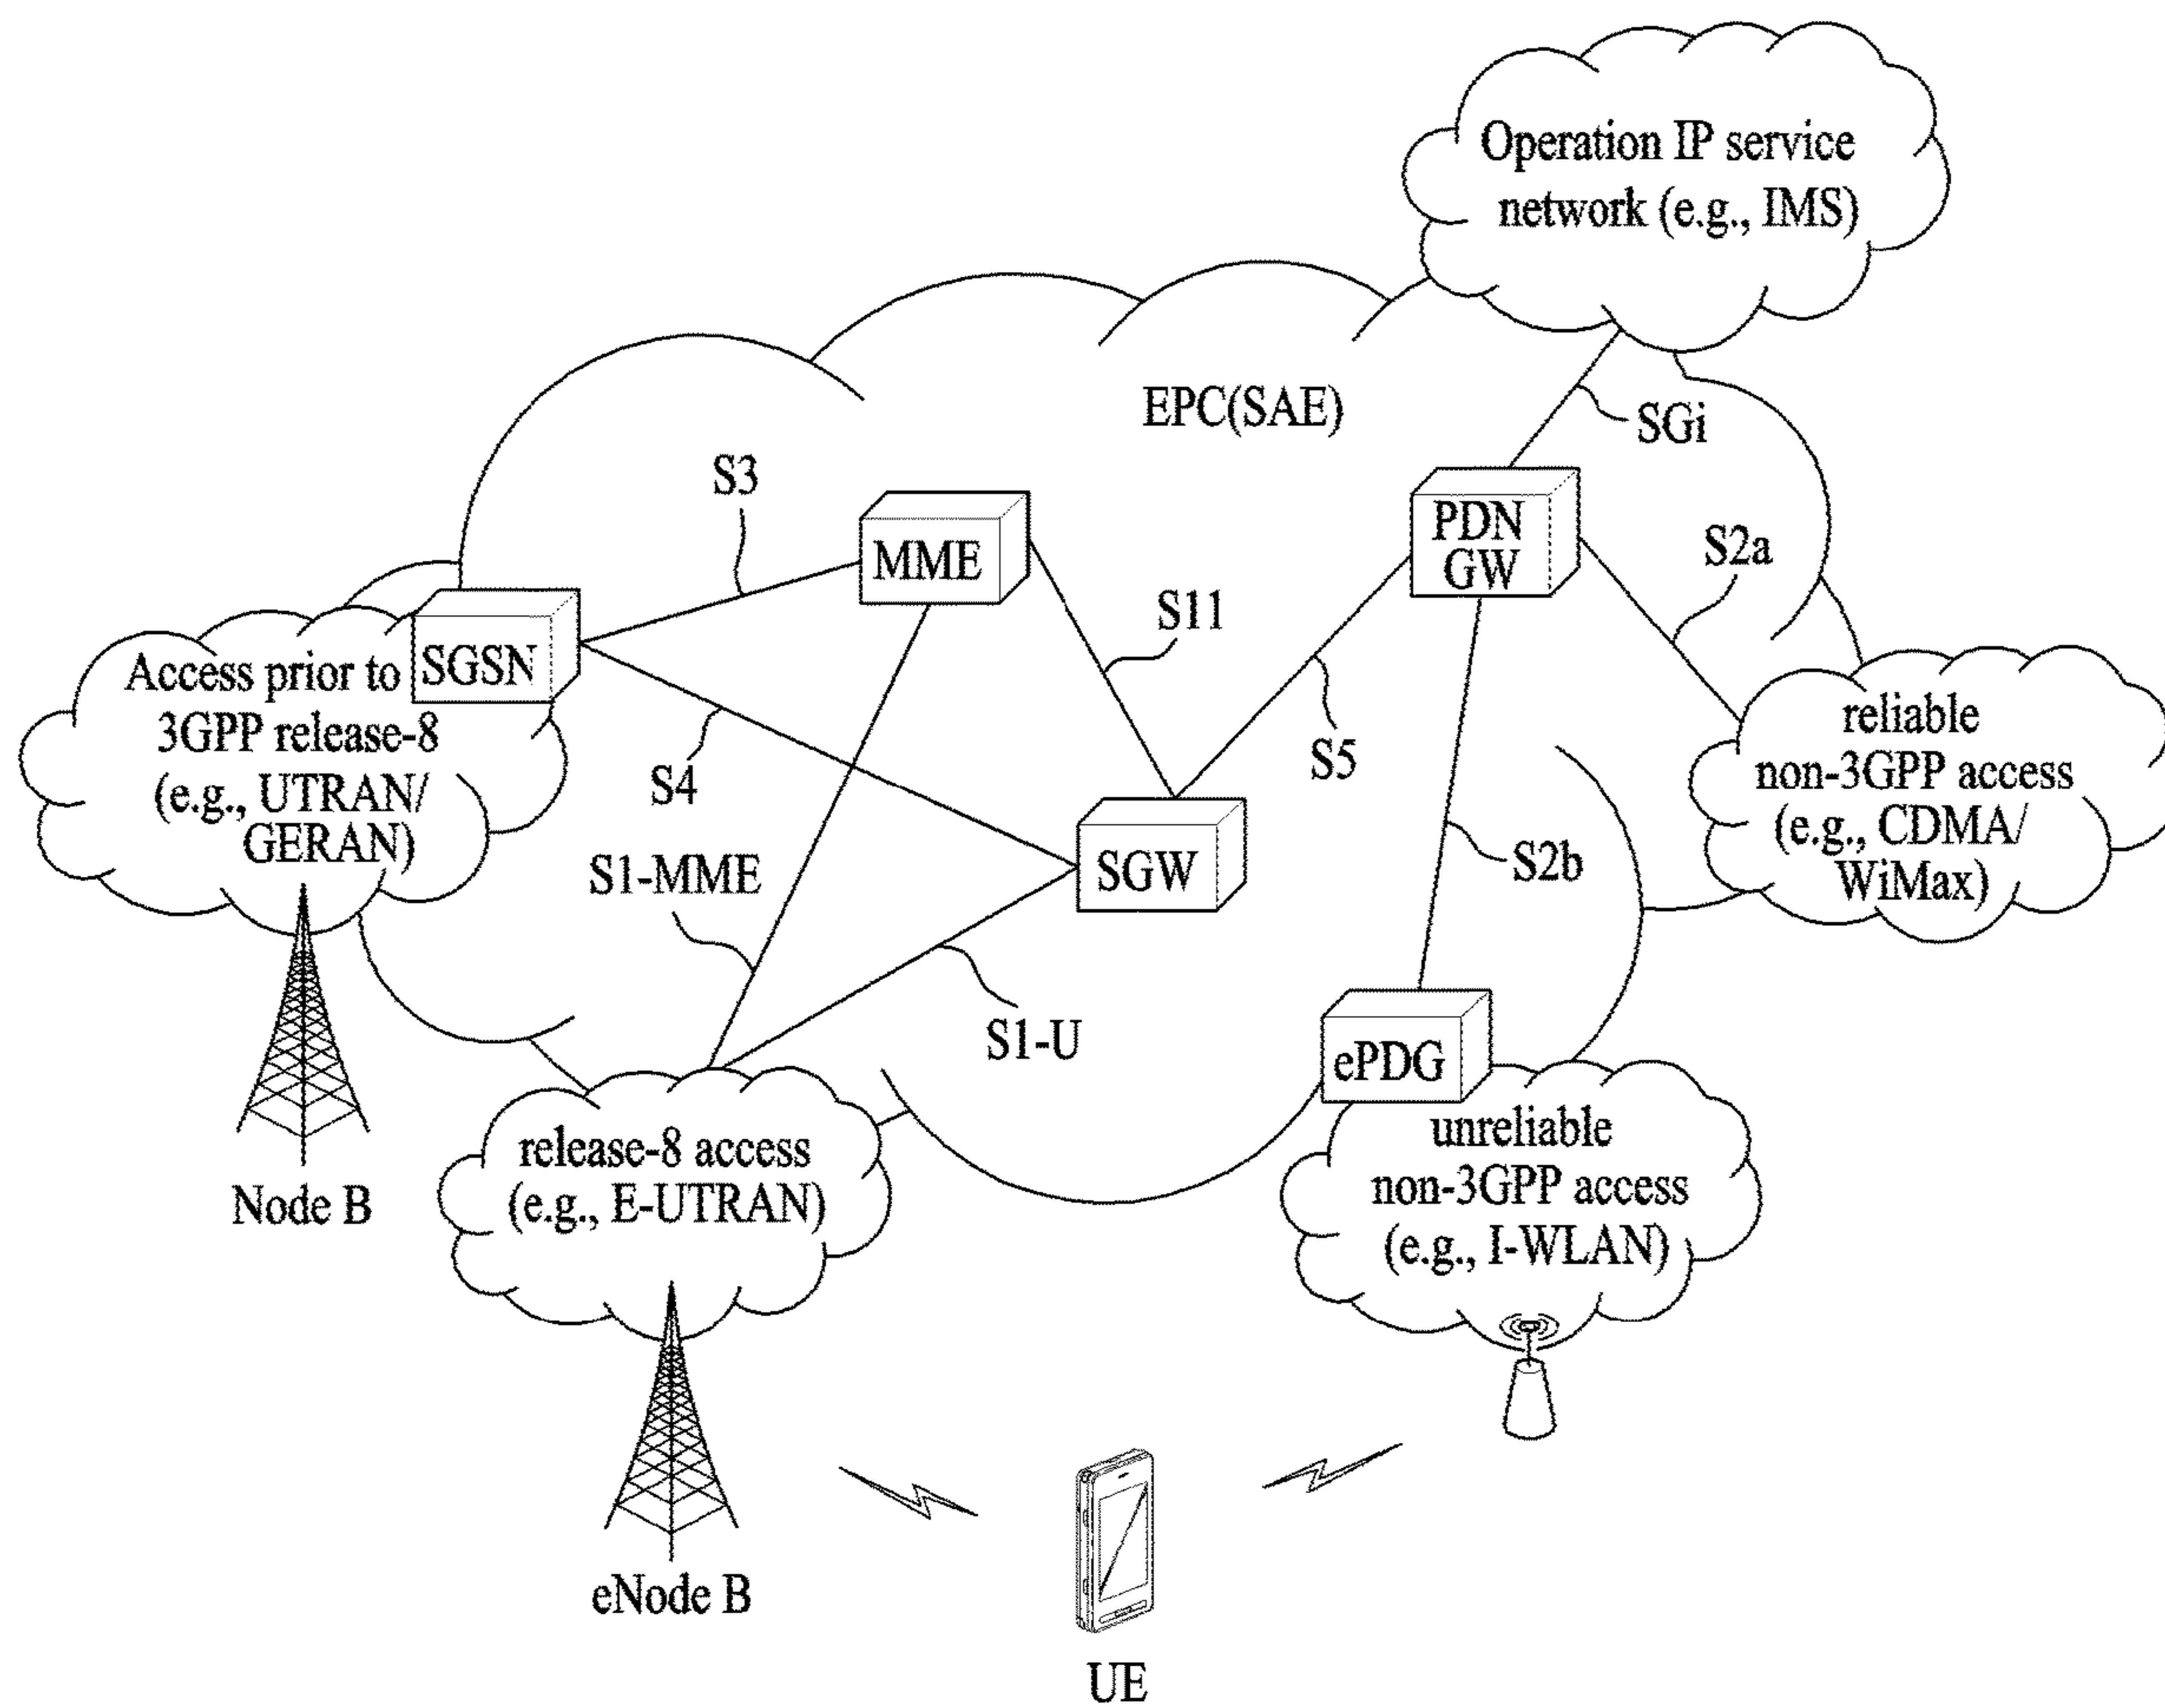 Operation IP service
network (e.g., IMS)
EPC(SAE)
SGi
S3
MME
PDN
GW
S2a
S11
SGSN
Access prior to
3GPP release-8
(e.g., UTRAN/
GERAN)
S4
S5
reliable
non-3GPP access
(e.g., CDMA/
WiMax)
S1-MME
SGW
S2b
S1-U
ePDG
Node B
release-8 access
(e.g., E-UTRAN)
unreliable
non-3GPP access
(e.g., I-WLAN)
eNode B
UE